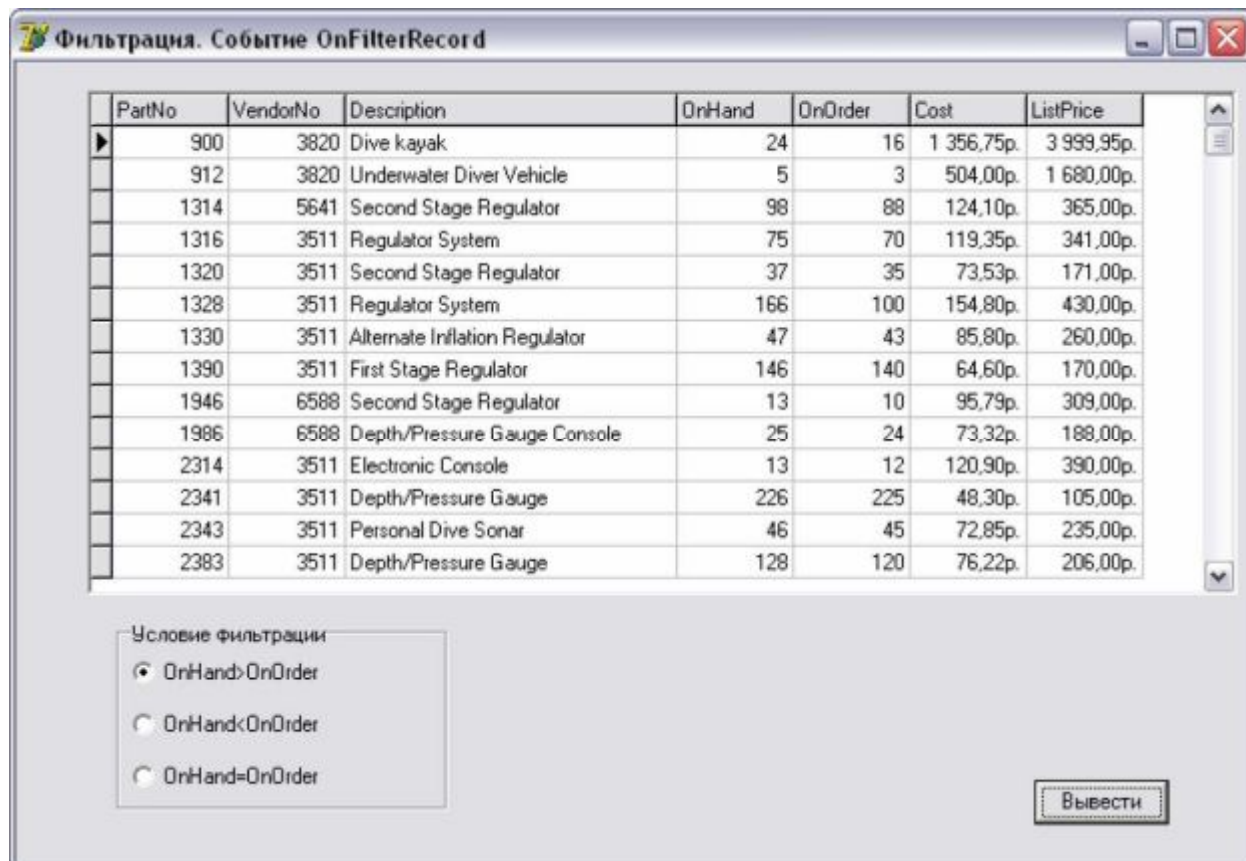 Фильтрация. Событие OnFilterRecord
PartNo VendorNo Description OnHand OnOrder Cost ListPrice
900 3820 Dive kayak 24 16 1 356,75р. 3 999,95р.
912 3820 Underwater Diver Vehicle 5 3 504,00р. 1 680,00р.
1314 5641 Second Stage Regulator 98 88 124,10р. 365,00р.
1316 3511 Regulator System 75 70 119,35р. 341,00р.
1320 3511 Second Stage Regulator 37 35 73,53р. 171,00р.
1328 3511 Regulator System 166 100 154,80р. 430,00р.
1330 3511 Alternate Inflation Regulator 47 43 85,80р. 260,00р.
1390 3511 First Stage Regulator 146 140 64,60р. 170,00р.
1946 6588 Second Stage Regulator 13 10 95,79р. 309,00р.
1986 6588 Depth/Pressure Gauge Console 25 24 73,32р. 188,00р.
2314 3511 Electronic Console 13 12 120,90р. 390,00р.
2341 3511 Depth/Pressure Gauge 226 225 48,30р. 105,00р.
2343 3511 Personal Dive Sonar 46 45 72,85р. 235,00р.
2383 3511 Depth/Pressure Gauge 128 120 76,22р. 206,00р.
Условие фильтрации
OnHand>OnOrder
OnHand<OnOrder
OnHand=OnOrder
Вывести